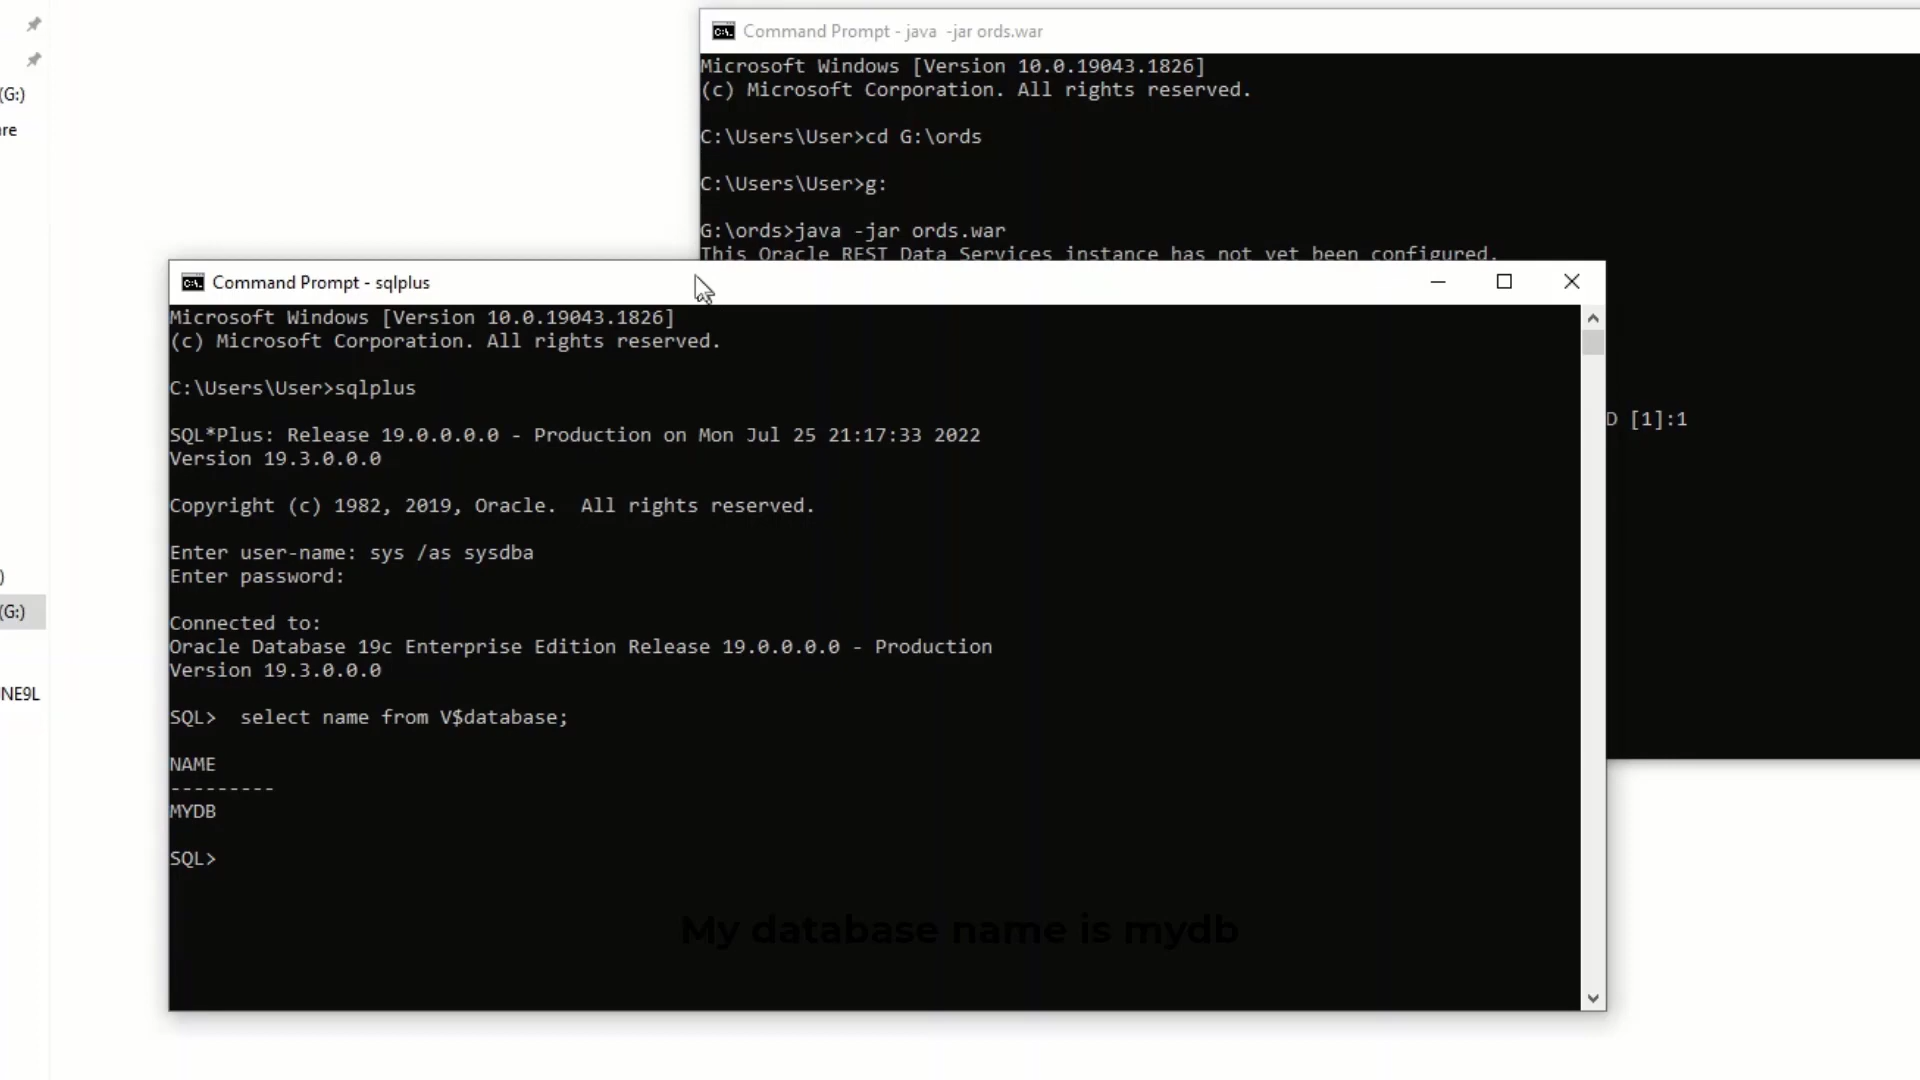 (G:)
re
)
(G:)
NE9L
Command Prompt - java  -jar ords.war
Microsoft Windows [Version 10.0.19043.1826]
(c) Microsoft Corporation. All rights reserved.
C:\Users\User>cd G:\ords
C:\Users\User>g:
G:\ords>java -jar ords.war
This Oracle REST Data Services instance has not yet been configured.
D [1]:1
Command Prompt - sqlplus
Microsoft Windows [Version 10.0.19043.1826]
(c) Microsoft Corporation. All rights reserved.
C:\Users\User>sqlplus
SQL*Plus: Release 19.0.0.0.0 - Production on Mon Jul 25 21:17:33 2022
Version 19.3.0.0.0
Copyright (c) 1982, 2019, Oracle.  All rights reserved.
Enter user-name: sys /as sysdba
Enter password:
Connected to:
Oracle Database 19c Enterprise Edition Release 19.0.0.0.0 - Production
Version 19.3.0.0.0
SQL>  select name from V$database;
NAME
---------
MYDB
SQL>
My database name is mydb